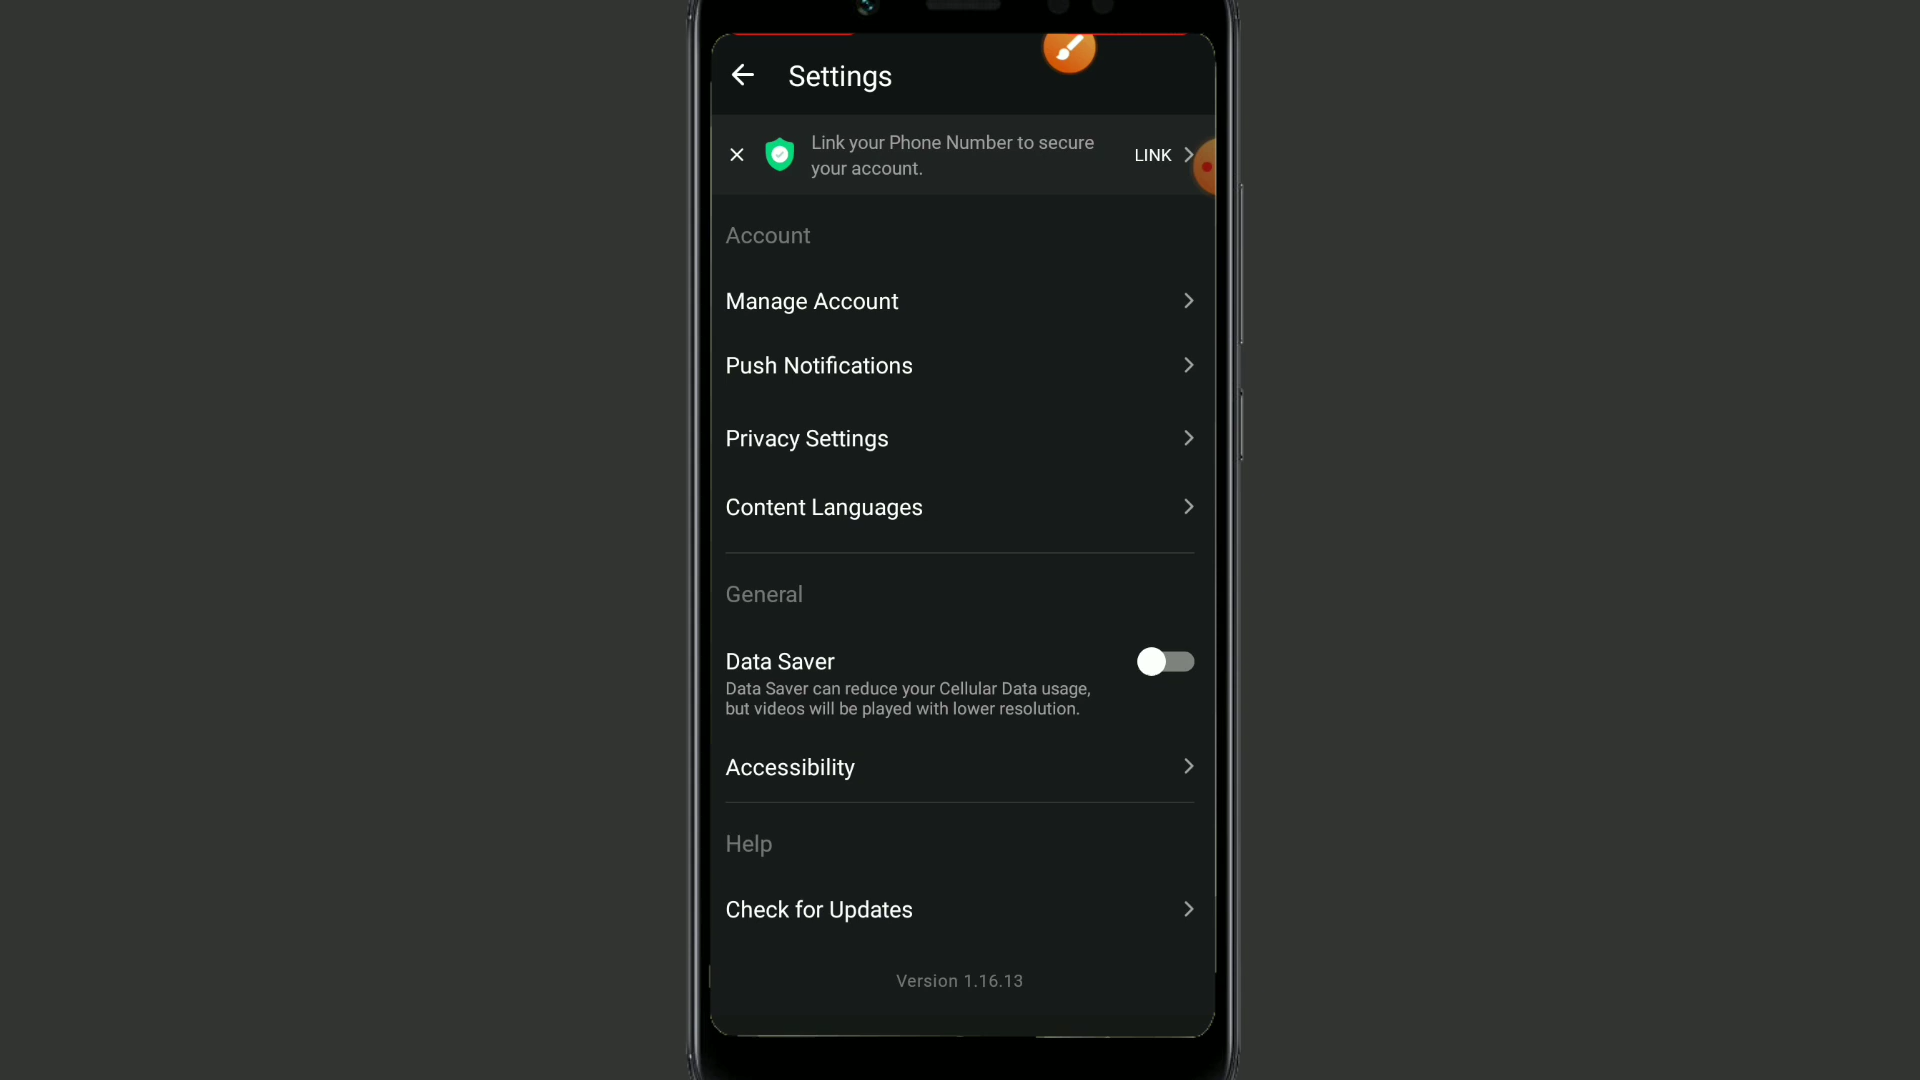 Settings
Link your Phone Number to secure
your account.
LINK
Account
Manage Account
Push Notifications
Privacy Settings
Content Languages
General
Data Saver
Data Saver can reduce your Cellular Data usage,
but videos will be played with lower resolution.
Accessibility
Help
Check for Updates
Version 1.16.13